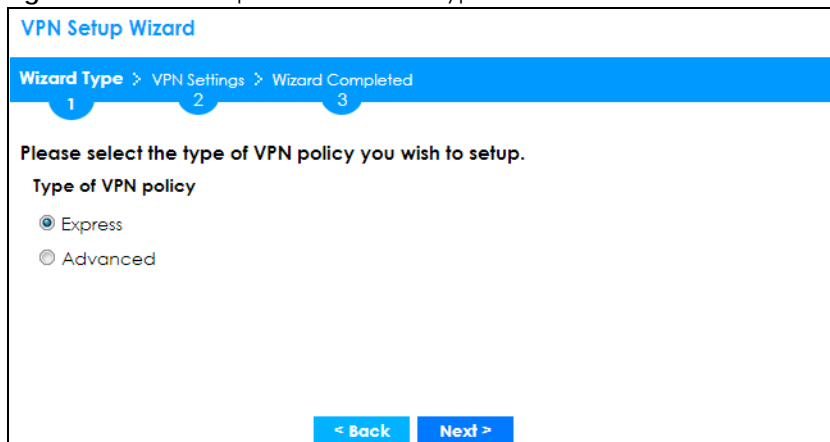 VPN Setup Wizard
Wizard Type > VPN Settings > Wizard Completed
1 2 3
Please select the type of VPN policy you wish to setup.
Type of VPN policy
Express
Advanced
< Back Next >